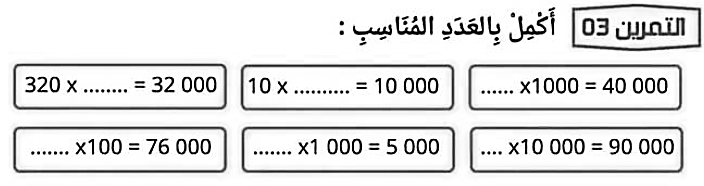 التمرين 03 أَكْمِلْ بِالعَدَدِ المُنَاسِبِ :
320 x ........ = 32 000 10 x .......... = 10 000 ...... x1000 = 40 000
....... x100 = 76 000 ....... x1 000 = 5 000 .... x10 000 = 90 000